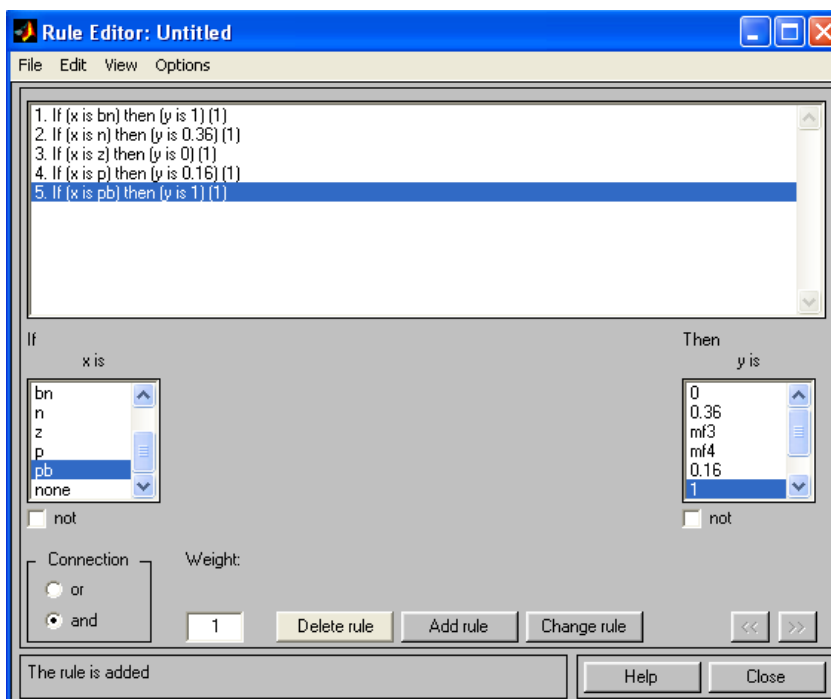 Rule Editor: Untitled
File Edit View Options
1. If (x is bn) then (y is 1) (1)
2. If (x is n) then (y is 0.36) (1)
3. If (x is z) then (y is 0) (1)
4. If (x is p) then (y is 0.16) (1)
5. If (x is pb) then (y is 1) (1)
If
x is
Then
y is
bn
n
z
p
pb
none
0
0.36
mf3
mf4
0.16
1
not
not
Connection
or
and
Weight:
1
Delete rule
Add rule
Change rule
<<
>>
The rule is added
Help
Close